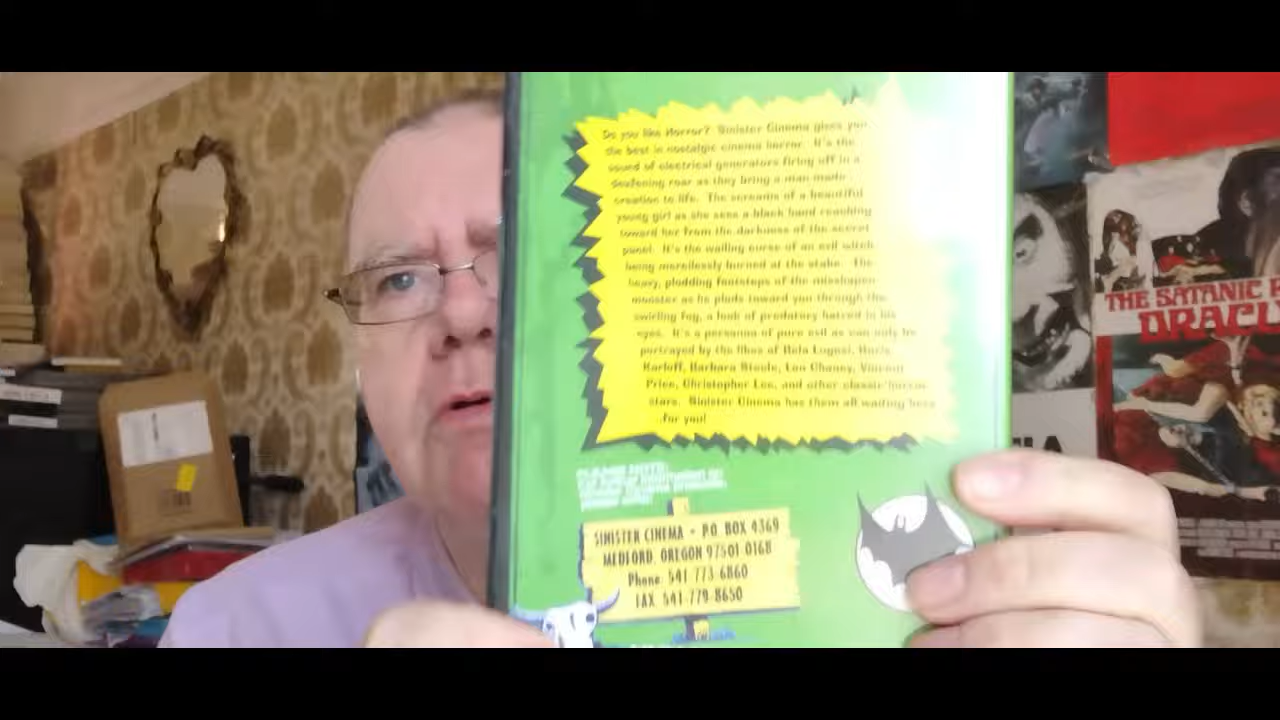 Do you like Horror? Sinister Cinema gives you
the best in nostalgic cinema horror. It's the
sound of electrical generators firing off in a
deafening roar as they bring a man made
creation to life. The screams of a beautiful
young girl as she sees a black hand reaching
toward her from the darkness of the secret
panel. It's the wailing curse of an evil witch
being mercilessly burned at the stake. The
heavy, plodding footsteps of the misshapen
monster as he plods toward you through the
swirling fog, a look of predatory hatred in his
eyes. It's a persona of pure evil as can only be
portrayed by the likes of Bela Lugosi, Boris
Karloff, Barbara Steele, Lon Chaney, Vincent
Price, Christopher Lee, and other classic horror
stars. Sinister Cinema has them all waiting here
for you!
PLEASE NOTE:
SINISTER CINEMA • P.O. BOX 4369
MEDFORD, OREGON 97501-0168
Phone: 541-773-6860
FAX: 541-779-8650
THE SATANIC
DRACU